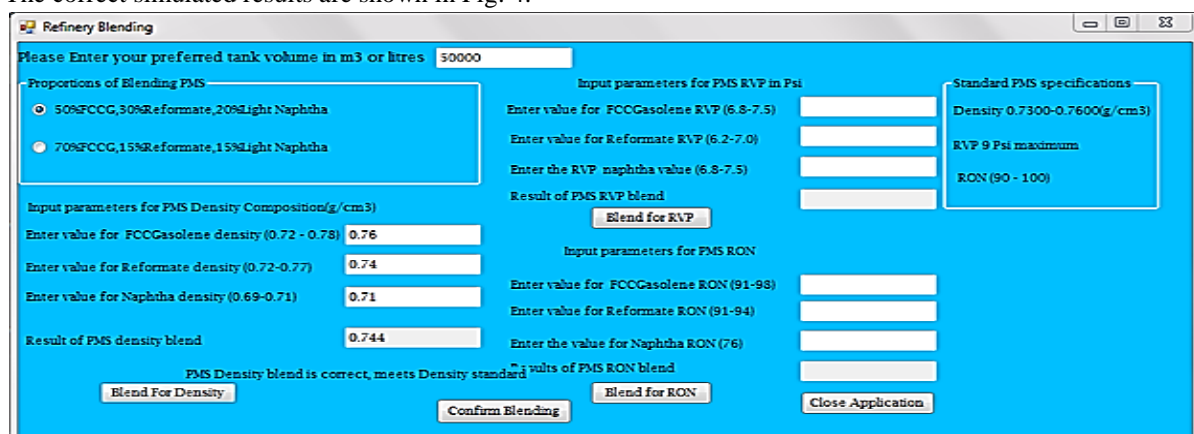 The correct simulated results are shown in Fig. 4.
Refinery Blending
Please Enter your preferred tank volume in m3 or litres 50000
Proportions of Blending PMS
50%FCCG,30%Reformate,20%Light Naphtha
70%FCCG,15%Reformate,15%Light Naphtha
Input parameters for PMS Density Composition(g/cm3)
Enter value for FCCGasolene density (0.72 - 0.78) 0.76
Enter value for Reformate density (0.72-0.77) 0.74
Enter value for Naphtha density (0.69-0.71) 0.71
Result of PMS density blend 0.744
PMS Density blend is correct, meets Density standard
Blend For Density
Confirm Blending
Input parameters for PMS RVP in Psi
Enter value for FCCGasolene RVP (6.8-7.5)
Enter value for Reformate RVP (6.2-7.0)
Enter the RVP naphtha value (6.8-7.5)
Result of PMS RVP blend
Blend for RVP
Input parameters for PMS RON
Enter value for FCCGasolene RON (91-98)
Enter value for Reformate RON (91-94)
Enter the value for Naphtha RON (76)
of PMS RON blend
Blend for RON
Close Application
Standard PMS specifications
Density 0.7300-0.7600(g/cm3)
RVP 9 Psi maximum
RON (90 - 100)